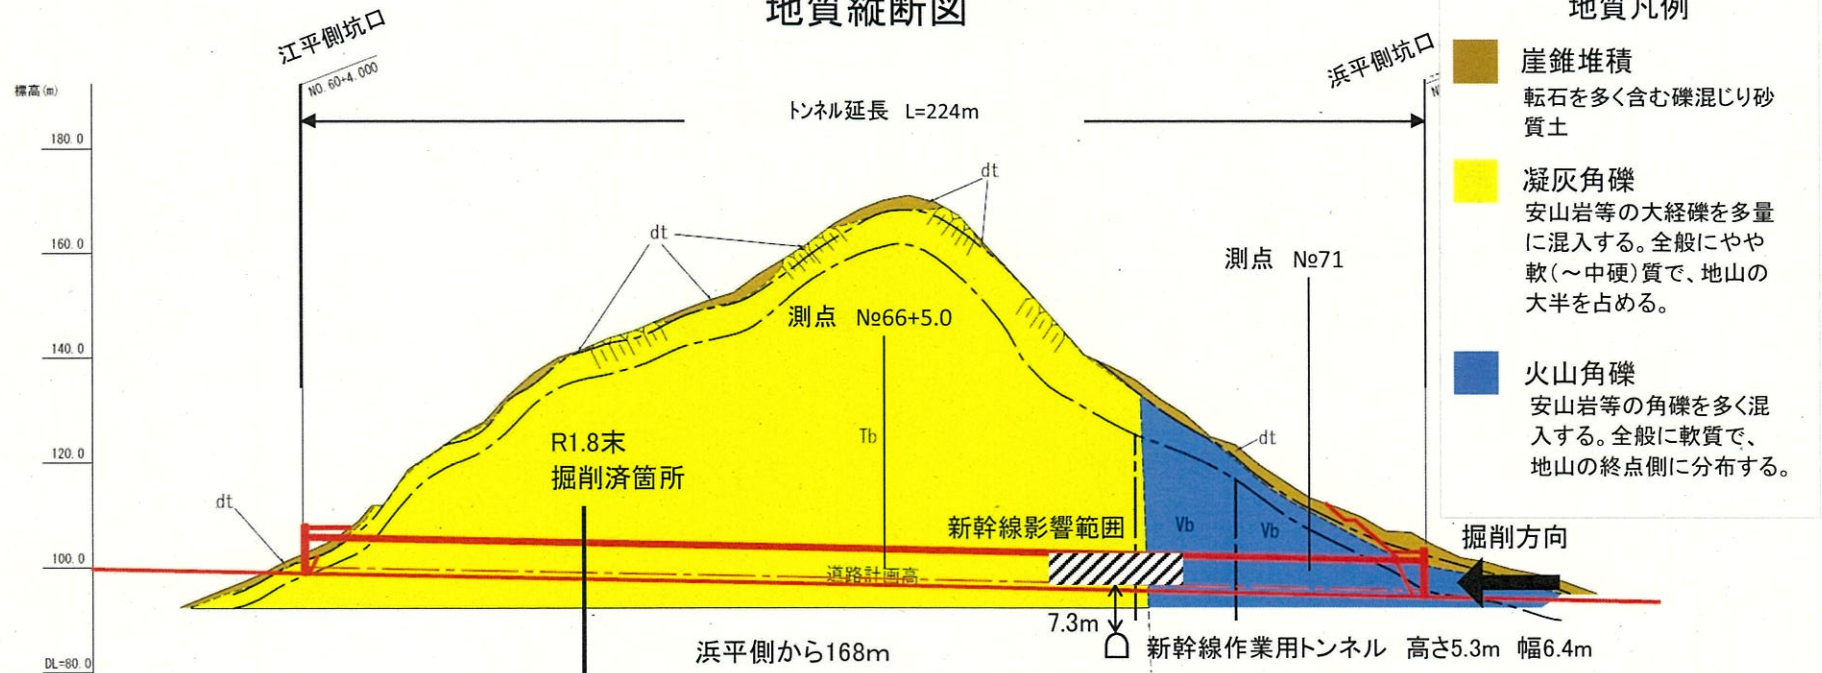 地質縦断図
地質凡例
江平側坑口
NO.60+4.000
浜平側坑口
標高(m)
トンネル延長 L=224m
崖錐堆積
転石を多く含む礫混じり砂
質土
凝灰角礫
安山岩等の大経礫を多量
に混入する。全般にやや
軟(～中硬)質で、地山の
大半を占める。
火山角礫
安山岩等の角礫を多く混
入する。全般に軟質で、
地山の終点側に分布する。
180.0
160.0
140.0
120.0
100.0
DL=80.0
dt
dt
測点 №71
測点 №66+5.0
Tb
R1.8末
掘削済箇所
dt
dt
新幹線影響範囲
Vb
Vb
掘削方向
道路計画高
7.3m
浜平側から168m
新幹線作業用トンネル 高さ5.3m 幅6.4m